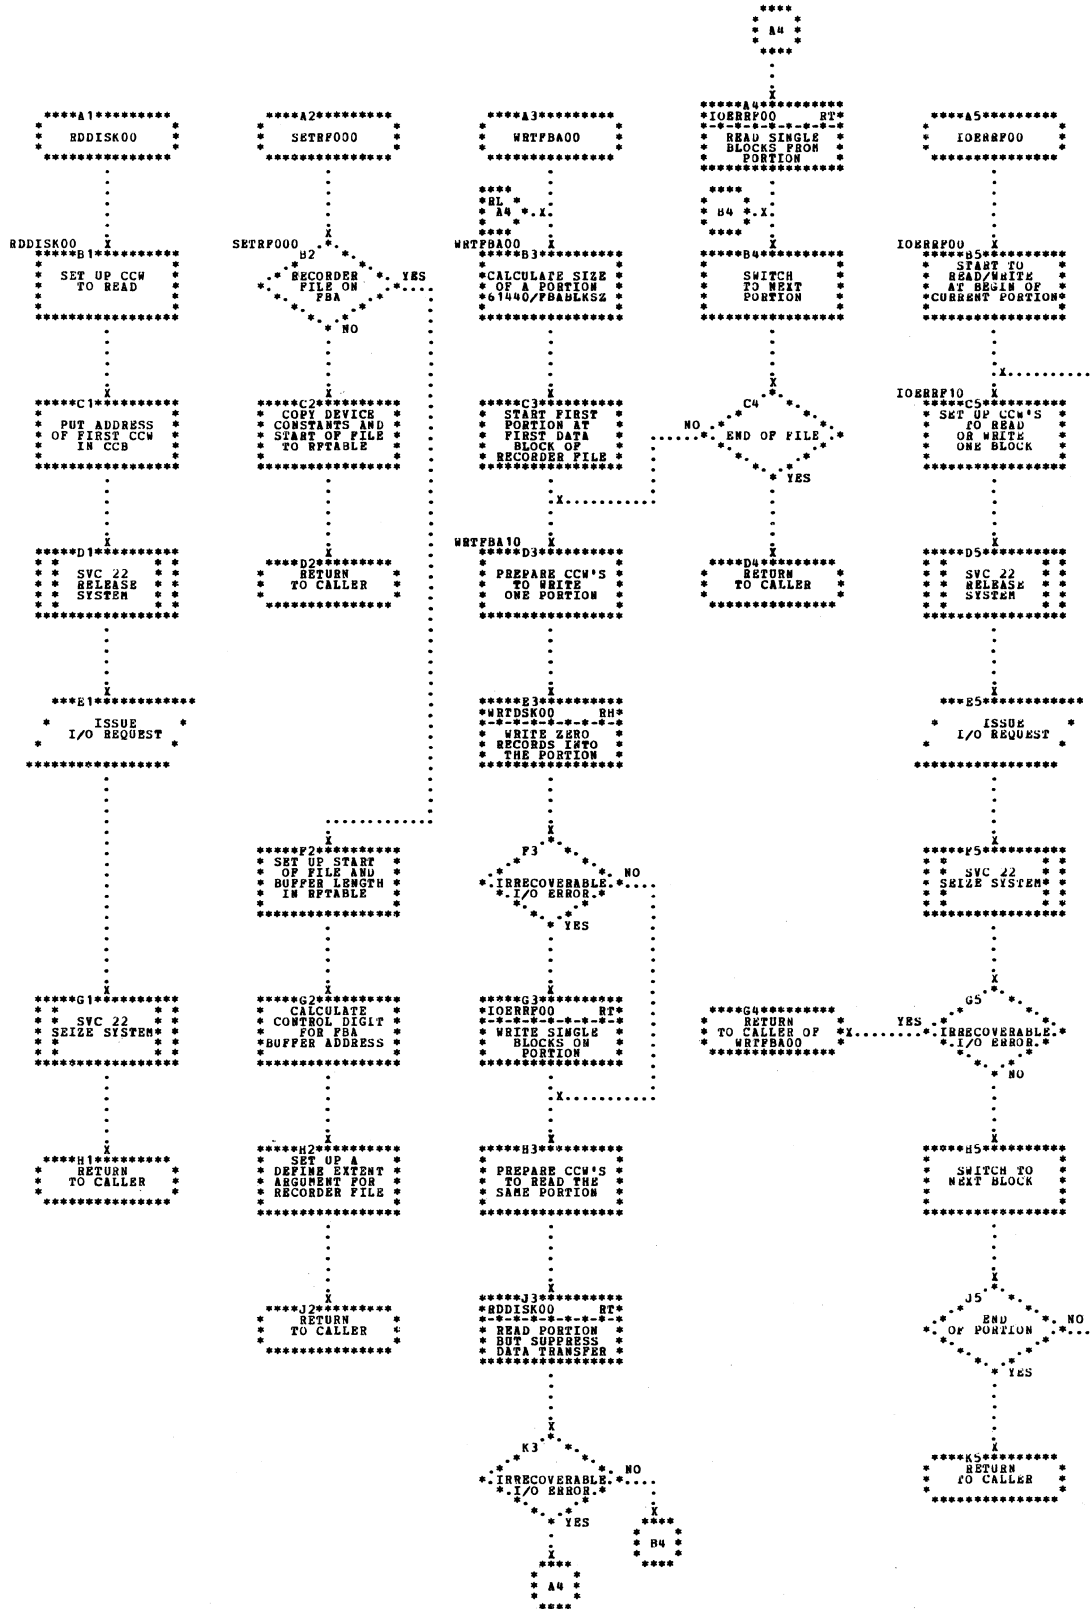 A4
A1
RDDISK00
RDDISK00
B1
SET UP CCW
TO READ
C1
PUT ADDRESS
OF FIRST CCW
IN CCB
D1
SVC 22
RELEASE
SYSTEM
E1
ISSUE
I/O REQUEST
G1
SVC 22
SEIZE SYSTEM
H1
RETURN
TO CALLER
A2
SETRF000
SETRF000
B2
RECORDER
FILE ON
FBA
YES
NO
C2
COPY DEVICE
CONSTANTS AND
START OF FILE
TO RFTABLE
D2
RETURN
TO CALLER
F2
SET UP START
OF FILE AND
BUFFER LENGTH
IN RFTABLE
G2
CALCULATE
CONTROL DIGIT
FOR FBA
BUFFER ADDRESS
H2
SET UP A
DEFINE EXTENT
ARGUMENT FOR
RECORDER FILE
J2
RETURN
TO CALLER
A3
WRTFBA00
RL
A4
WRTFBA00
B3
CALCULATE SIZE
OF A PORTION
61440/FBABLKSZ
C3
START FIRST
PORTION AT
FIRST DATA
BLOCK OF
RECORDER FILE
WRTFBA10
D3
PREPARE CCW'S
TO WRITE
ONE PORTION
E3
WRTDSK00 RH
WRITE ZERO
RECORDS INTO
THE PORTION
F3
IRRECOVERABLE
I/O ERROR
NO
YES
G3
IOERRF00 RT
WRITE SINGLE
BLOCKS ON
PORTION
H3
PREPARE CCW'S
TO READ THE
SAME PORTION
J3
RDDISK00 RT
READ PORTION
BUT SUPPRESS
DATA TRANSFER
K3
IRRECOVERABLE
I/O ERROR
NO
YES
B4
A4
A4
IOERRF00 RT
READ SINGLE
BLOCKS FROM
PORTION
B4
B4
SWITCH
TO NEXT
PORTION
C4
END OF FILE
NO
YES
D4
RETURN
TO CALLER
G4
RETURN
TO CALLER OF
WRTFBA00
A5
IOERRF00
IOERRF00
B5
START TO
READ/WRITE
AT BEGIN OF
CURRENT PORTION
IOERRF10
C5
SET UP CCW'S
TO READ
OR WRITE
ONE BLOCK
D5
SVC 22
RELEASE
SYSTEM
E5
ISSUE
I/O REQUEST
F5
SVC 22
SEIZE SYSTEM
G5
IRRECOVERABLE
I/O ERROR
YES
NO
H5
SWITCH TO
NEXT BLOCK
J5
END
OF PORTION
NO
YES
K5
RETURN
TO CALLER